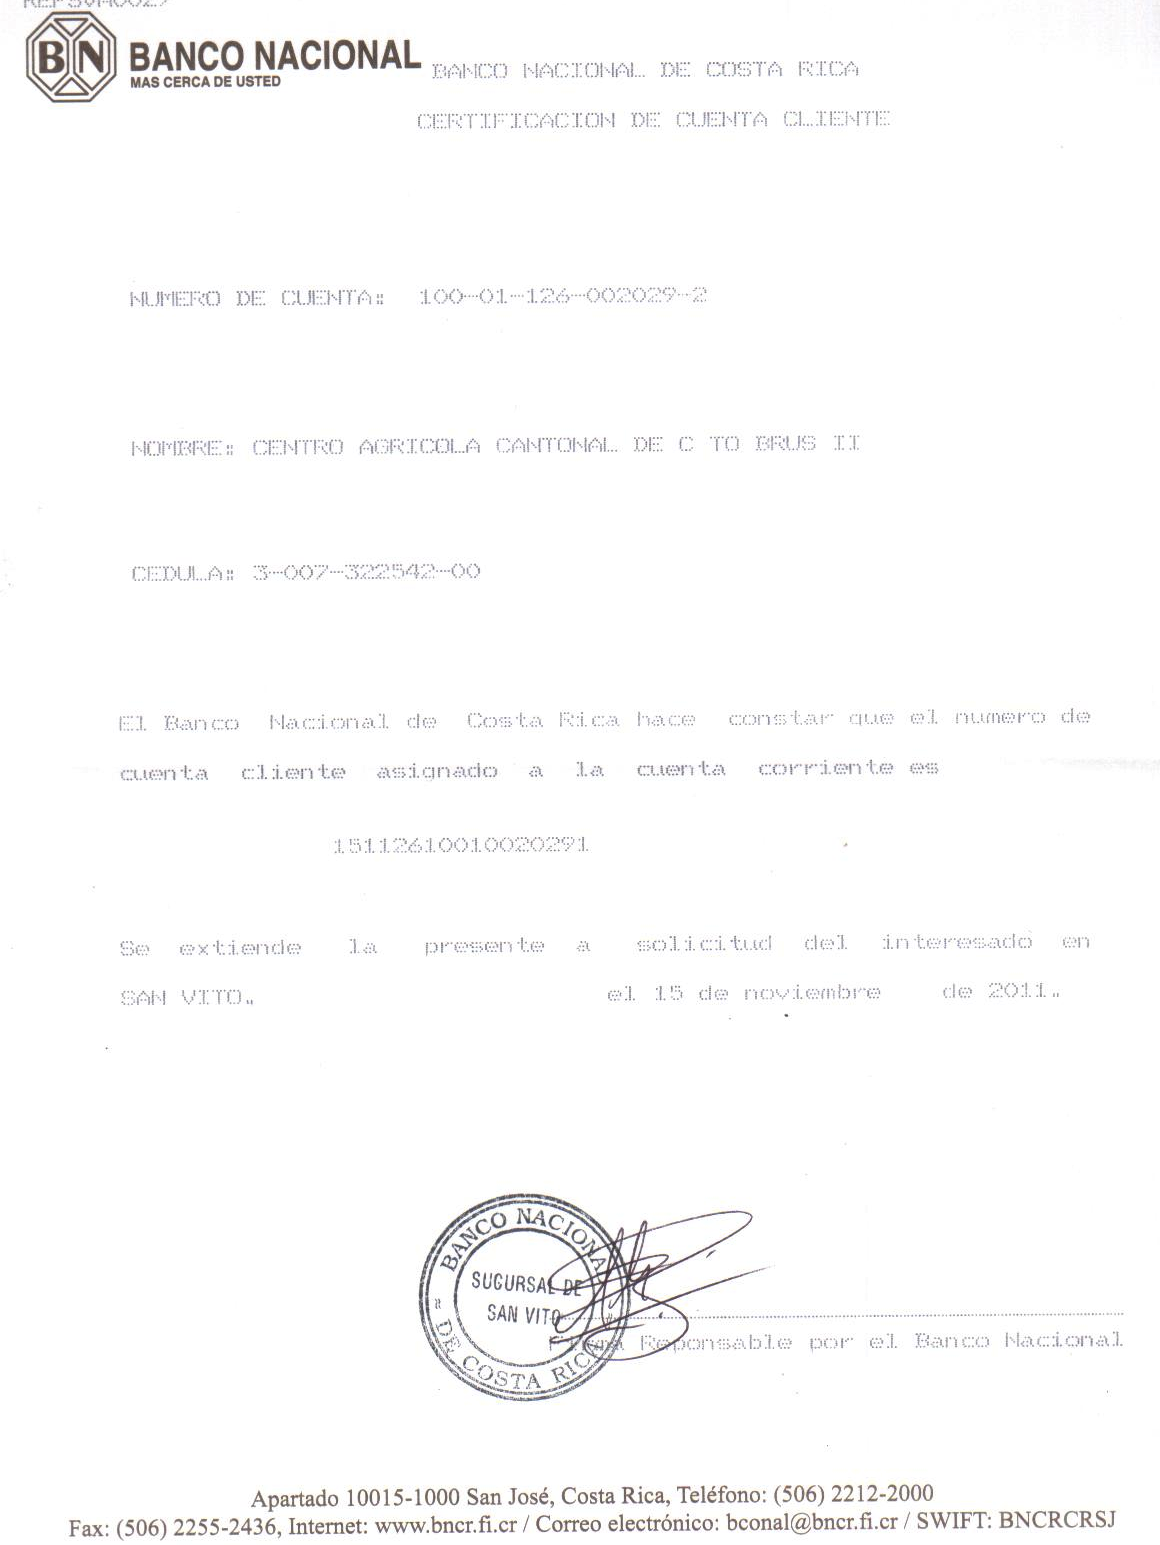 BN BANCO NACIONAL
MAS CERCA DE USTED
BANCO NACIONAL DE COSTA RICA
CERTIFICACION DE CUENTA CLIENTE
NUMERO DE CUENTA: 100-01-126-002029-2
NOMBRE: CENTRO AGRICOLA CANTONAL DE C TO BRUS II
CEDULA: 3-007-322542-00
El Banco Nacional de Costa Rica hace constar que el numero de
cuenta cliente asignado a la cuenta corriente es
15112610010020291
Se extiende la presente a solicitud del interesado en
SAN VITO. el 15 de noviembre de 2011.
BANCO NACIONAL
SUCURSAL DE
SAN VITO
DE COSTA RICA
Firma Reponsable por el Banco Nacional
Apartado 10015-1000 San José, Costa Rica, Teléfono: (506) 2212-2000
Fax: (506) 2255-2436, Internet: www.bncr.fi.cr / Correo electrónico: bconal@bncr.fi.cr / SWIFT: BNCRCRSJ